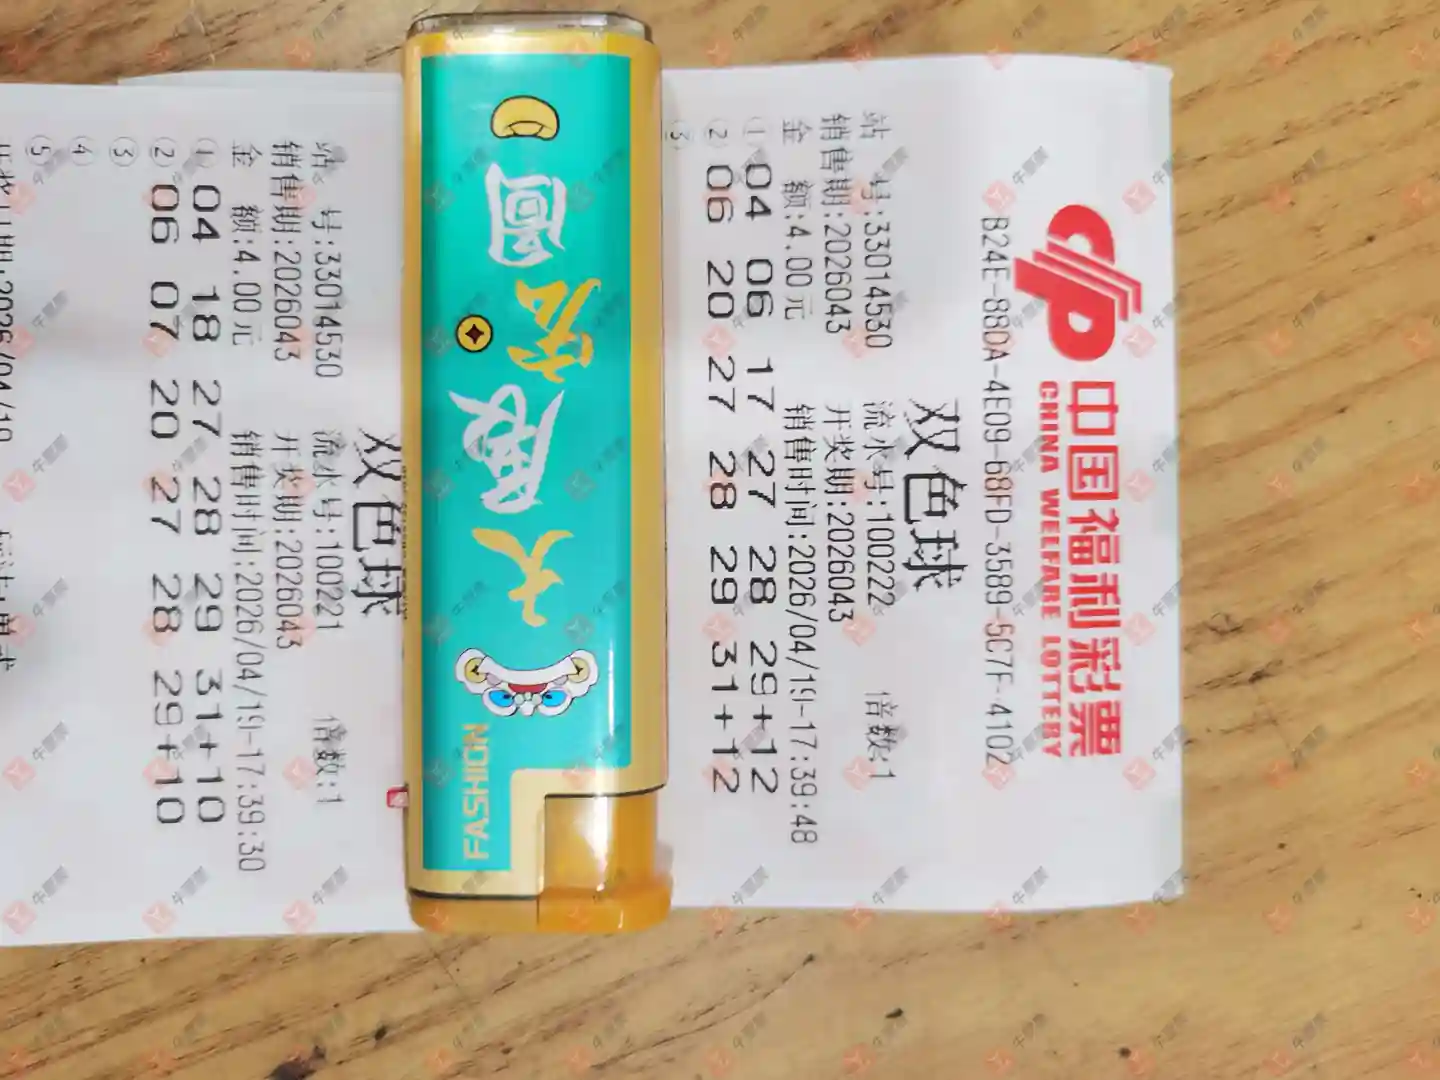 中国福利彩票
CHINA WELFARE LOTTERY
B24E-88DA-4E09-68FD-3589-5C7F-4102
双色球
站 号:33014530 流水号:100222 倍数:1
销售期:2026043 开奖期:2026043
金 额:4.00元 销售时间:2026/04/19-17:39:48
① 04 06 17 27 28 29+12
② 06 20 27 28 29 31+12
③
FASHION
双色球
站 号:33014530 流水号:100221 倍数:1
销售期:2026043 开奖期:2026043
金 额:4.00元 销售时间:2026/04/19-17:39:30
① 04 18 27 28 29 31+10
② 06 07 20 27 28 29+10
③
④
⑤